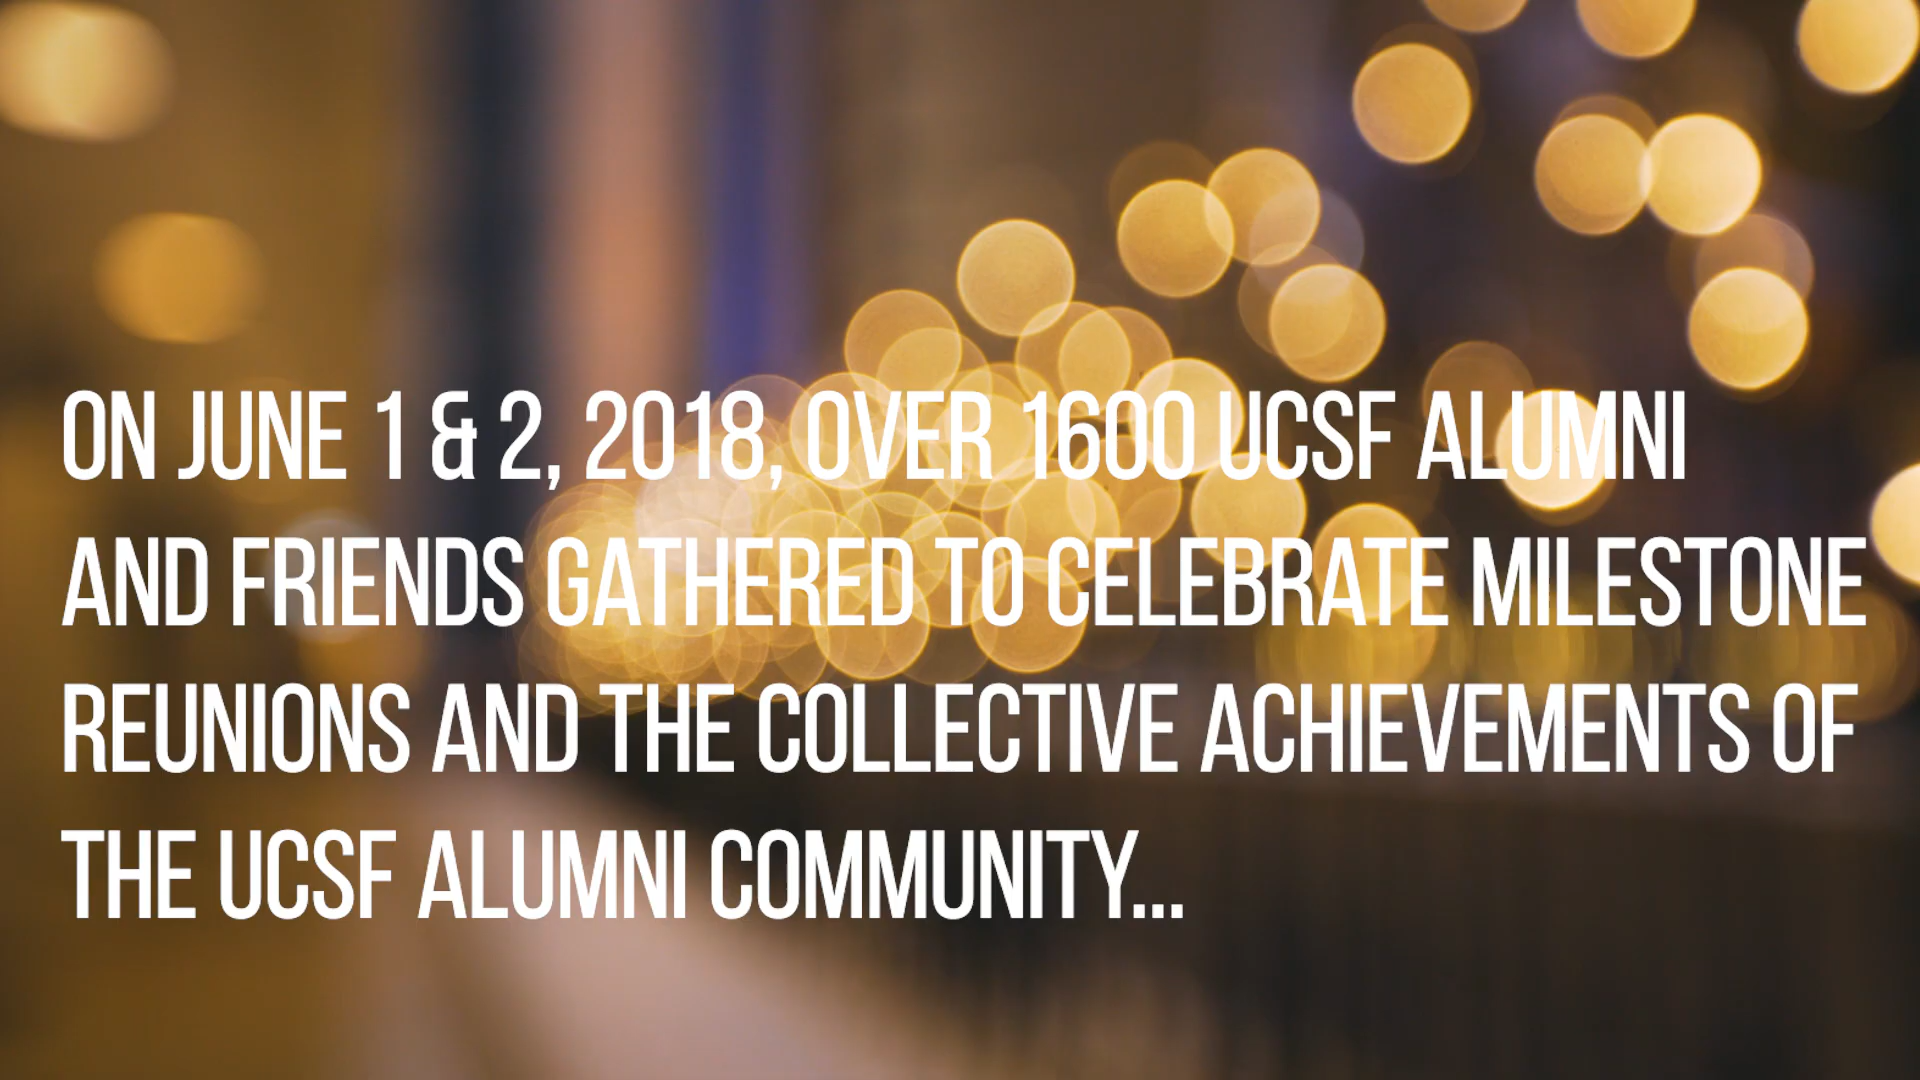 ON JUNE 1 & 2, 2018, OVER 1600 UCSF ALUMNI
AND FRIENDS GATHERED TO CELEBRATE MILESTONE
REUNIONS AND THE COLLECTIVE ACHIEVEMENTS OF
THE UCSF ALUMNI COMMUNITY...